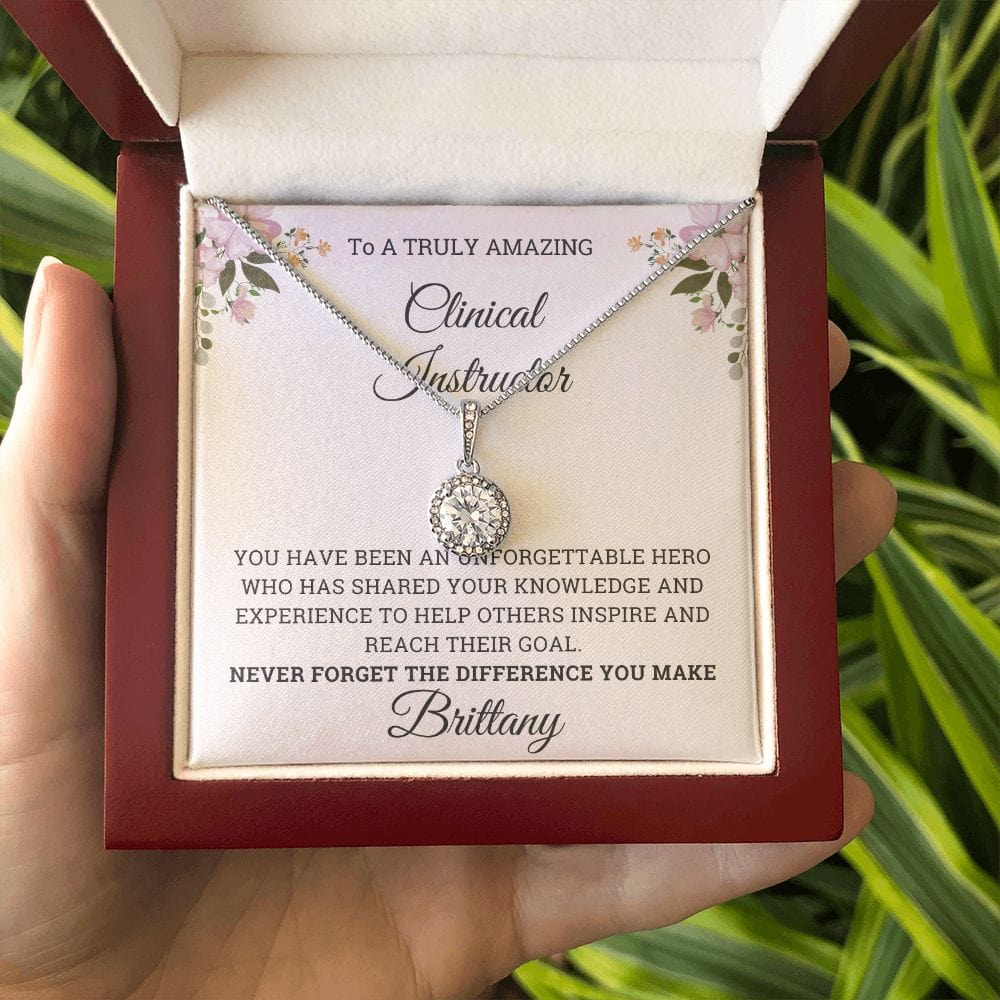 To A TRULY AMAZING
Clinical
Instructor
YOU HAVE BEEN AN UNFORGETTABLE HERO
WHO HAS SHARED YOUR KNOWLEDGE AND
EXPERIENCE TO HELP OTHERS INSPIRE AND
REACH THEIR GOAL.
NEVER FORGET THE DIFFERENCE YOU MAKE
Brittany